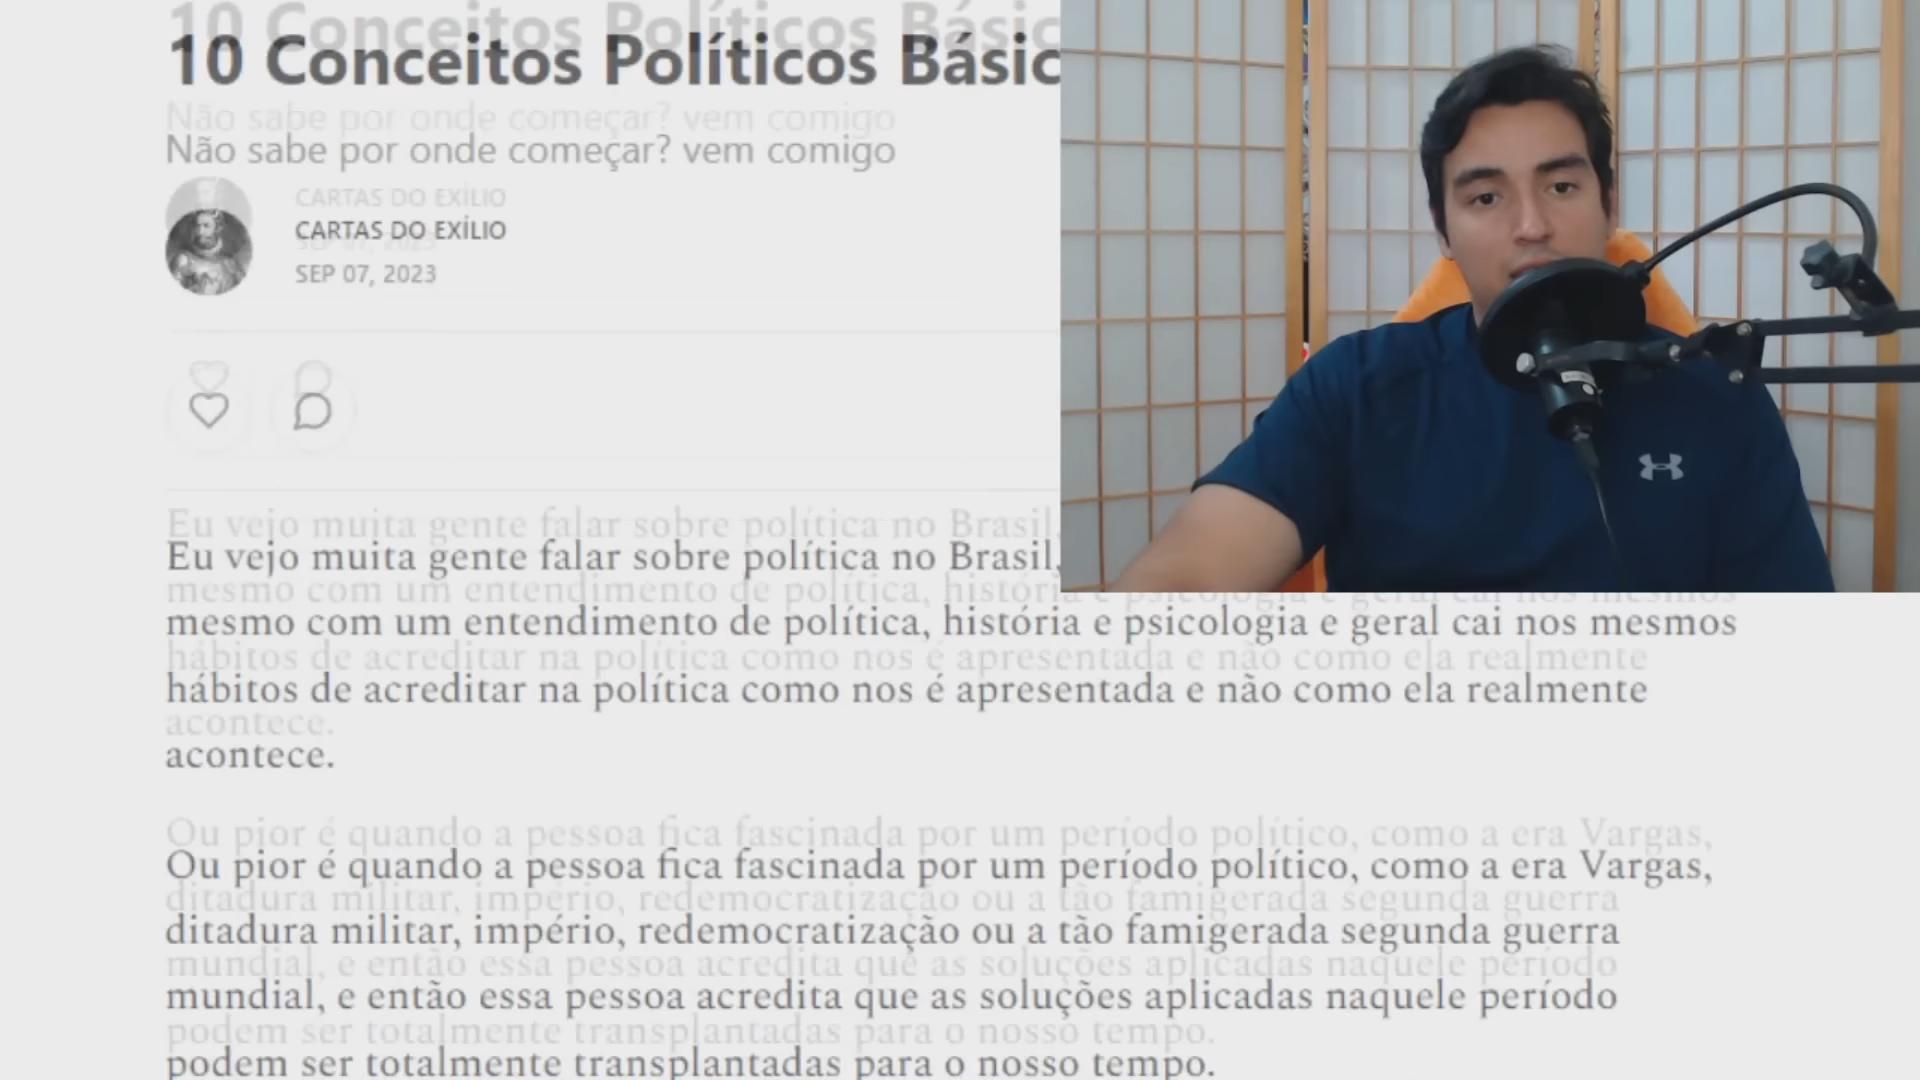 10 Conceitos Políticos Básic
Não sabe por onde começar? vem comigo
CARTAS DO EXÍLIO
SEP 07, 2023
Eu vejo muita gente falar sobre política no Brasil,
mesmo com um entendimento de política, história e psicologia e geral cai nos mesmos
hábitos de acreditar na política como nos é apresentada e não como ela realmente
acontece.
Ou pior é quando a pessoa fica fascinada por um período político, como a era Vargas,
ditadura militar, império, redemocratização ou a tão famigerada segunda guerra
mundial, e então essa pessoa acredita que as soluções aplicadas naquele período
podem ser totalmente transplantadas para o nosso tempo.